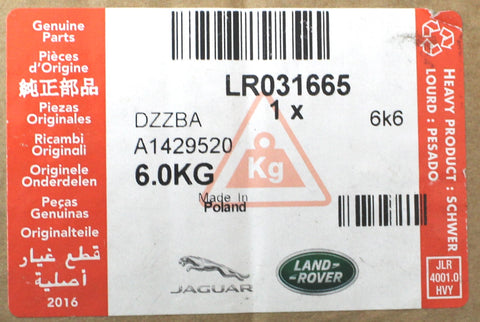 Genuine
Parts
Pièces
d'Origine
純正部品
Piezas
Originales
Ricambi
Originali
Originele
Onderdelen
Peças
Genuinas
Originalteile
قطع غيار
أصلية
2016
LR031665
1 x
DZZBA
6k6
A1429520
Kg
6.0KG
Made In
Poland
JAGUAR
LAND-
ROVER
HEAVY PRODUCT : SCHWER
LOURD : PESADO
JLR
4001.0
HVY